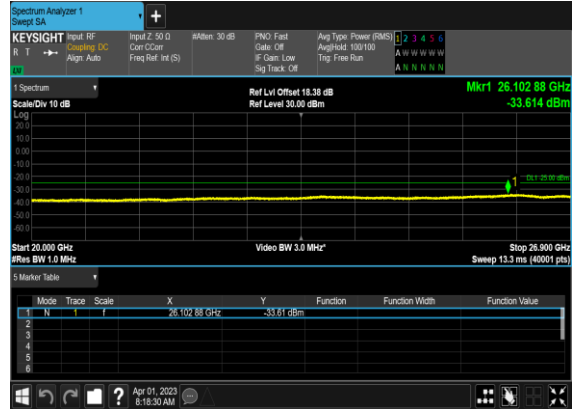 Spectrum Analyzer 1
Swept SA
+
KEYSIGHT Input: RF Input Z: 50 Ω #Atten: 30 dB PNO: Fast Avg Type: Power (RMS) 1 2 3 4 5 6
R T Coupling: DC Corr CCorr Gate: Off Avg|Hold: 100/100 A W W W W W
Align: Auto Freq Ref: Int (S) IF Gain: Low Trig: Free Run
LW Sig Track: Off A N N N N N
1 Spectrum Ref Lvl Offset 18.38 dB Mkr1 26.102 88 GHz
Scale/Div 10 dB Ref Level 30.00 dBm -33.614 dBm
Log
20.0
10.0
0.00
-10.0
-20.0
1 DL1 -25.00 dBm
-30.0
-40.0
-50.0
-60.0
Start 20.000 GHz Video BW 3.0 MHz* Stop 26.900 GHz
#Res BW 1.0 MHz Sweep 13.3 ms (40001 pts)
5 Marker Table
Mode Trace Scale X Y Function Function Width Function Value
1 N 1 f 26.102 88 GHz -33.61 dBm
2
3
4
5
6
? Apr 01, 2023
8:18:30 AM